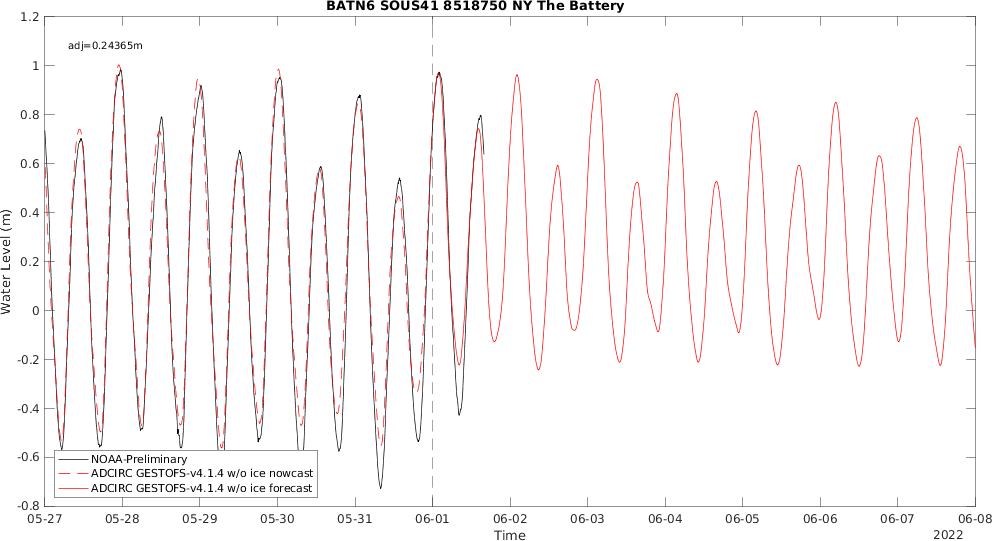 BATN6 SOUS41 8518750 NY The Battery
adj=0.24365m
1.2
1
0.8
0.6
0.4
0.2
0
-0.2
-0.4
-0.6
-0.8
Water Level (m)
NOAA-Preliminary
ADCIRC GESTOFS-v4.1.4 w/o ice nowcast
ADCIRC GESTOFS-v4.1.4 w/o ice forecast
05-27 05-28 05-29 05-30 05-31 06-01 06-02 06-03 06-04 06-05 06-06 06-07 06-08
Time
2022